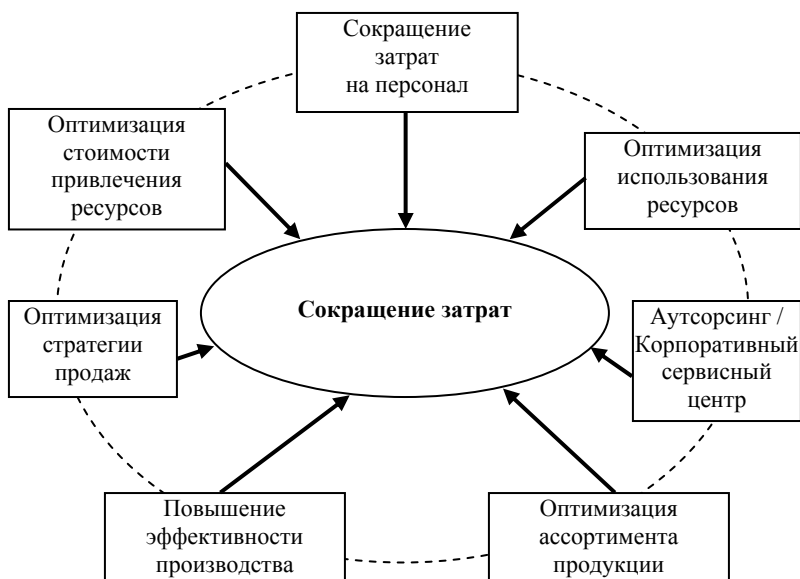 Сокращение
затрат
на персонал
Оптимизация
стоимости
привлечения
ресурсов
Оптимизация
использования
ресурсов
Сокращение затрат
Оптимизация
стратегии
продаж
Аутсорсинг /
Корпоративный
сервисный
центр
Повышение
эффективности
производства
Оптимизация
ассортимента
продукции